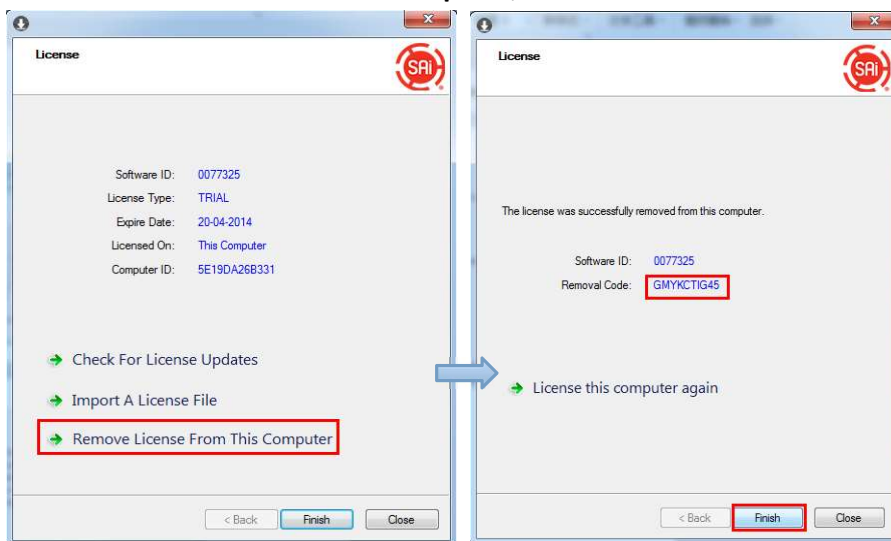 License
SAi
Software ID: 0077325
License Type: TRIAL
Expire Date: 20-04-2014
Licensed On: This Computer
Computer ID: 5E19DA26B331
Check For License Updates
Import A License File
Remove License From This Computer
< Back Finish Close
License
SAi
The license was successfully removed from this computer.
Software ID: 0077325
Removal Code: GMYKCTIG45
License this computer again
< Back Finish Close